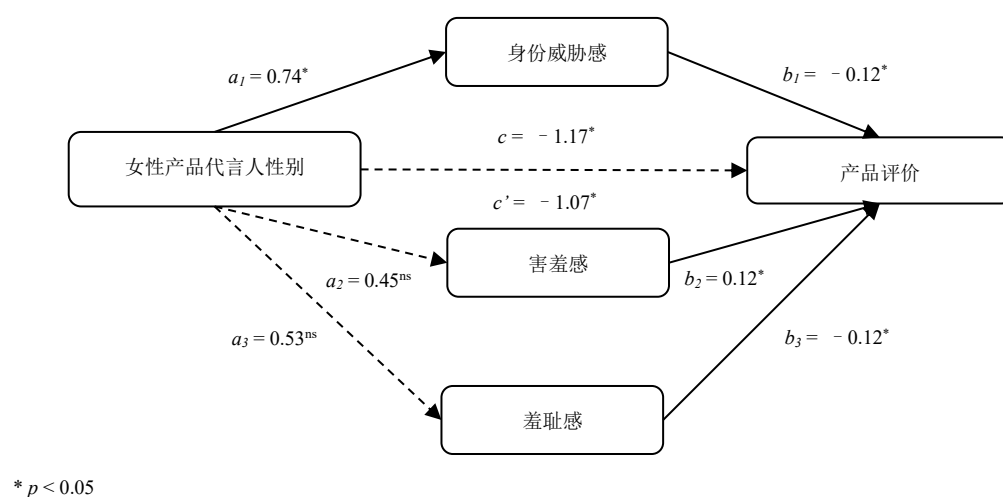 身份威胁感
a1 = 0.74*
b1 = －0.12*
c = －1.17*
女性产品代言人性别
产品评价
c’ = －1.07*
害羞感
a2 = 0.45ns
b2 = 0.12*
a3 = 0.53ns
b3 = －0.12*
羞耻感
* p < 0.05